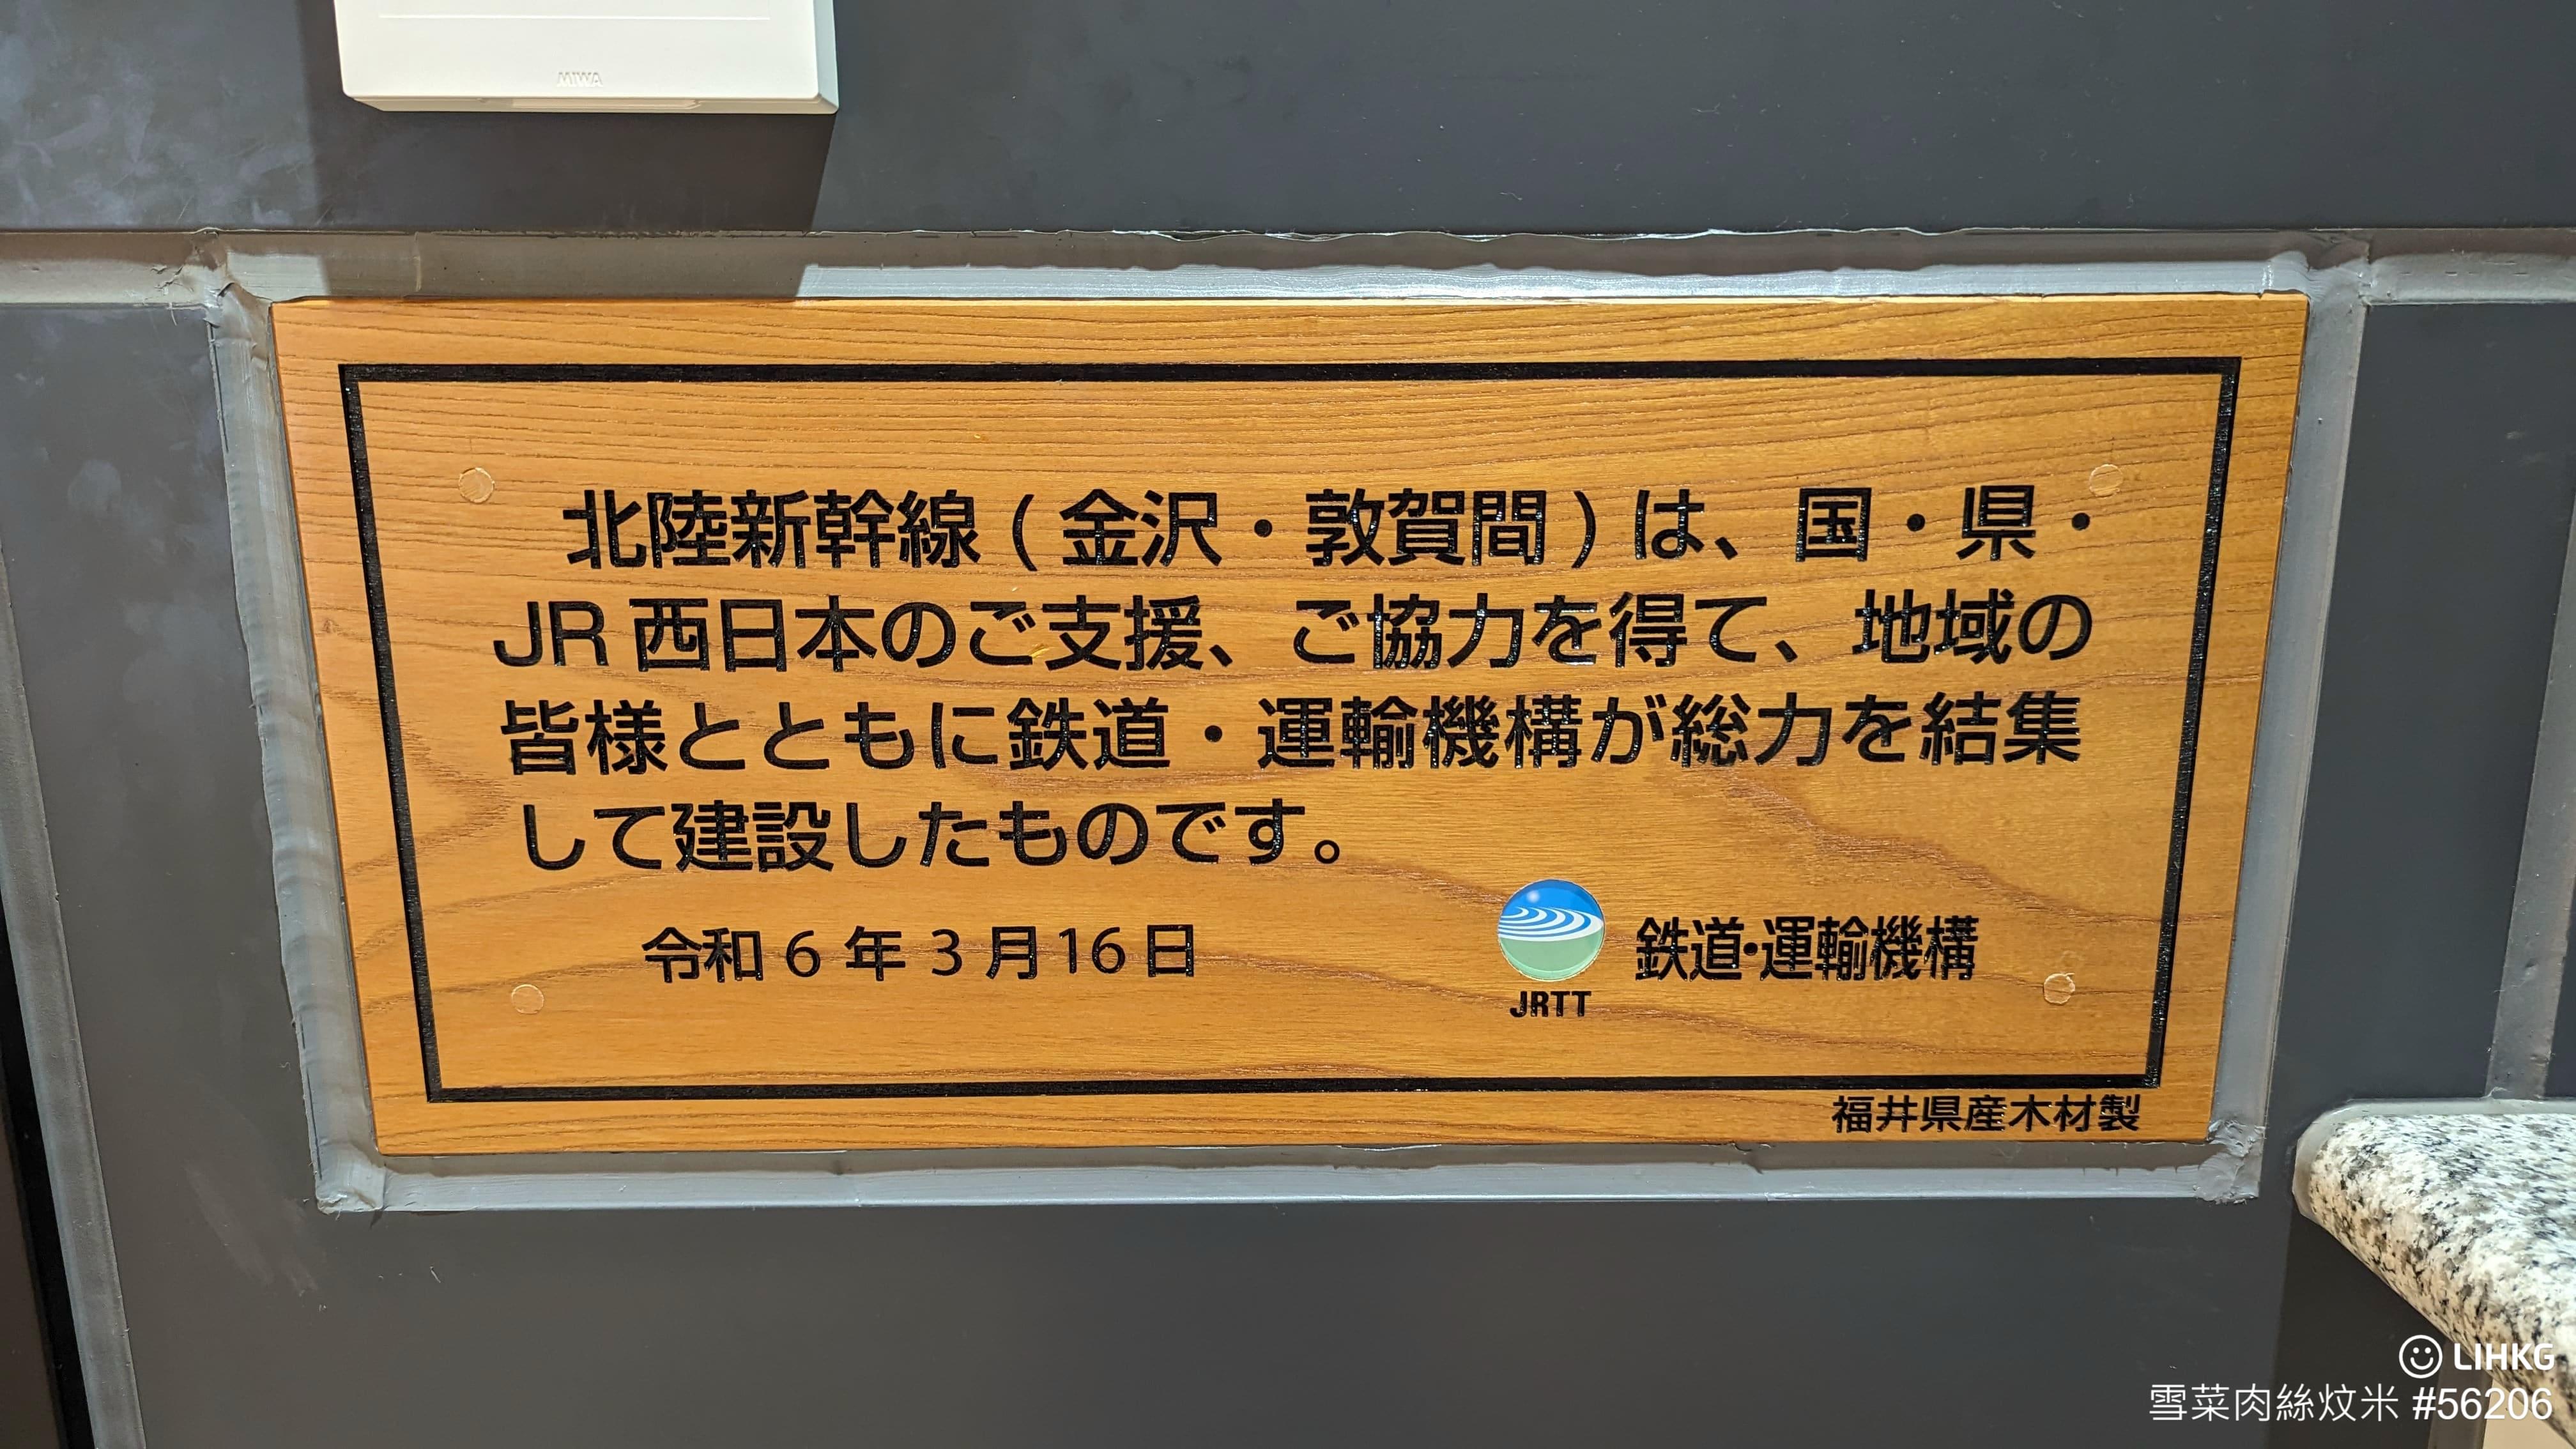 MIWA
北陸新幹線(金沢・敦賀間)は、国・県・
JR西日本のご支援、ご協力を得て、地域の
皆様とともに鉄道・運輸機構が総力を結集
して建設したものです。
令和6年3月16日
鉄道・運輸機構
JRTT
福井県産木材製
LIHKG
雪菜肉絲炆米 #56206